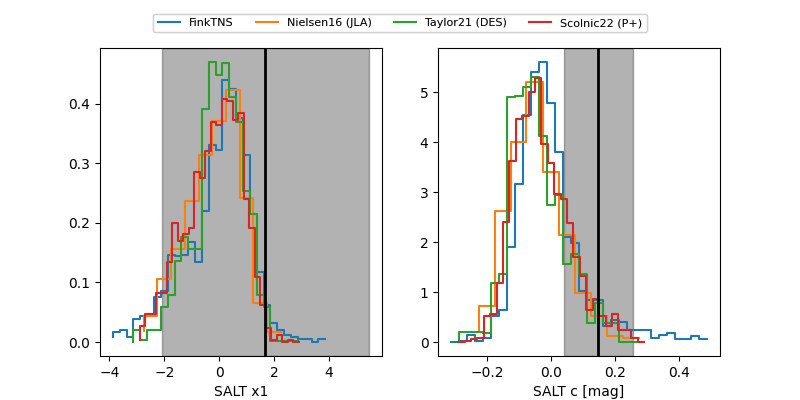 FinkTNS Nielsen16 (JLA) Taylor21 (DES) Scolnic22 (P+)
0.4
0.3
0.2
0.1
0.0
−4 −2 0 2 4
SALT x1
5
4
3
2
1
0
−0.2 0.0 0.2 0.4
SALT c [mag]